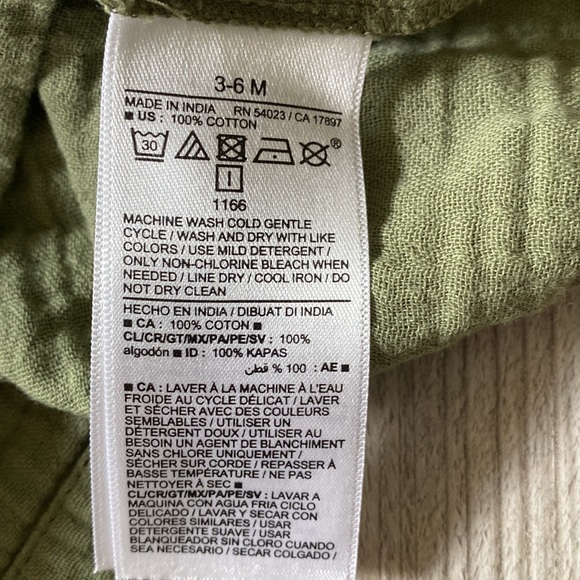 3-6 M
MADE IN INDIA RN 54023 / CA 17897
■ US : 100% COTTON
30
®
1166
MACHINE WASH COLD GENTLE
CYCLE / WASH AND DRY WITH LIKE
COLORS / USE MILD DETERGENT /
ONLY NON-CHLORINE BLEACH WHEN
NEEDED / LINE DRY / COOL IRON / DO
NOT DRY CLEAN
HECHO EN INDIA / DIBUAT DI INDIA
■ CA : 100% COTON ■
CL/CR/GT/MX/PA/PE/SV : 100%
algodón ■ ID : 100% KAPAS
■ AE : 100 % قطن
■ CA : LAVER À LA MACHINE À L'EAU
FROIDE AU CYCLE DÉLICAT / LAVER
ET SÉCHER AVEC DES COULEURS
SEMBLABLES / UTILISER UN
DÉTERGENT DOUX / UTILISER AU
BESOIN UN AGENT DE BLANCHIMENT
SANS CHLORE UNIQUEMENT /
SÉCHER SUR CORDE / REPASSER À
BASSE TEMPÉRATURE / NE PAS
NETTOYER À SEC ■
CL/CR/GT/MX/PA/PE/SV : LAVAR A
MAQUINA CON AGUA FRIA CICLO
DELICADO / LAVAR Y SECAR CON
COLORES SIMILARES / USAR
DETERGENTE SUAVE / USAR
BLANQUEADOR SIN CLORO CUANDO
SEA NECESARIO / SECAR COLGADO /